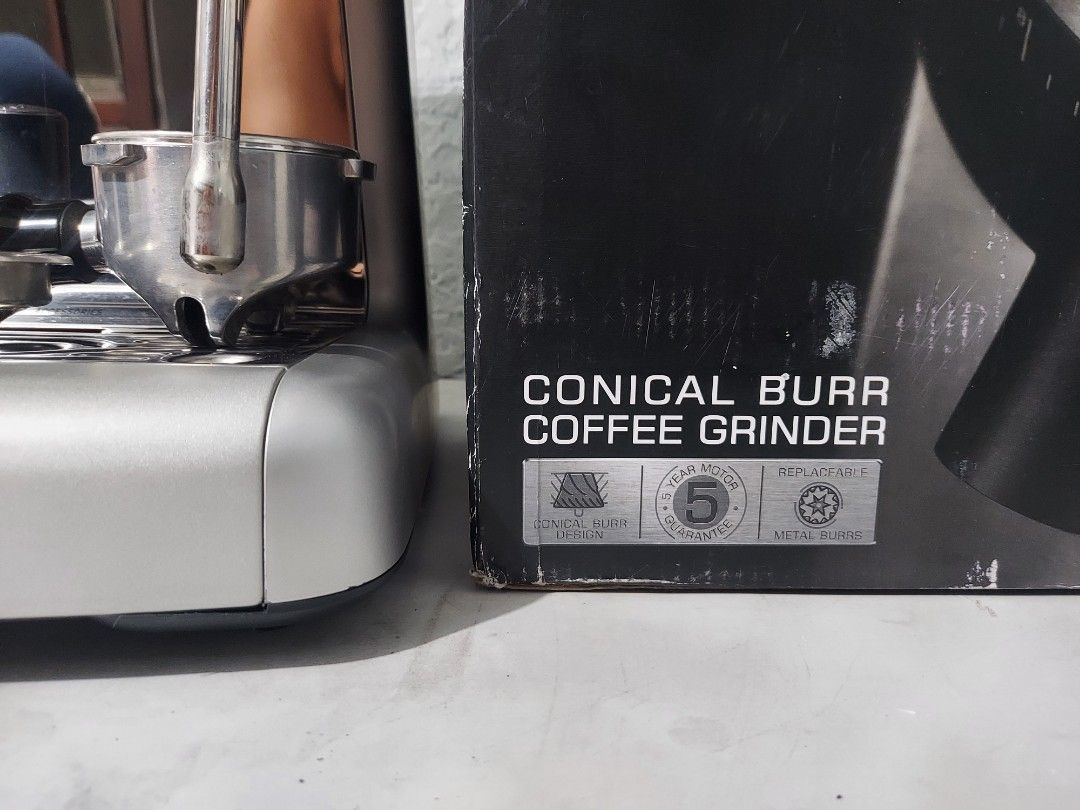 CONICAL BURR
COFFEE GRINDER
CONICAL BURR
DESIGN
5 YEAR MOTOR
5
GUARANTEE
REPLACEABLE
METAL BURRS